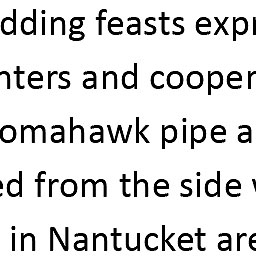 dding feasts expr
nters and cooper
omahawk pipe a
ed from the side
in Nantucket are